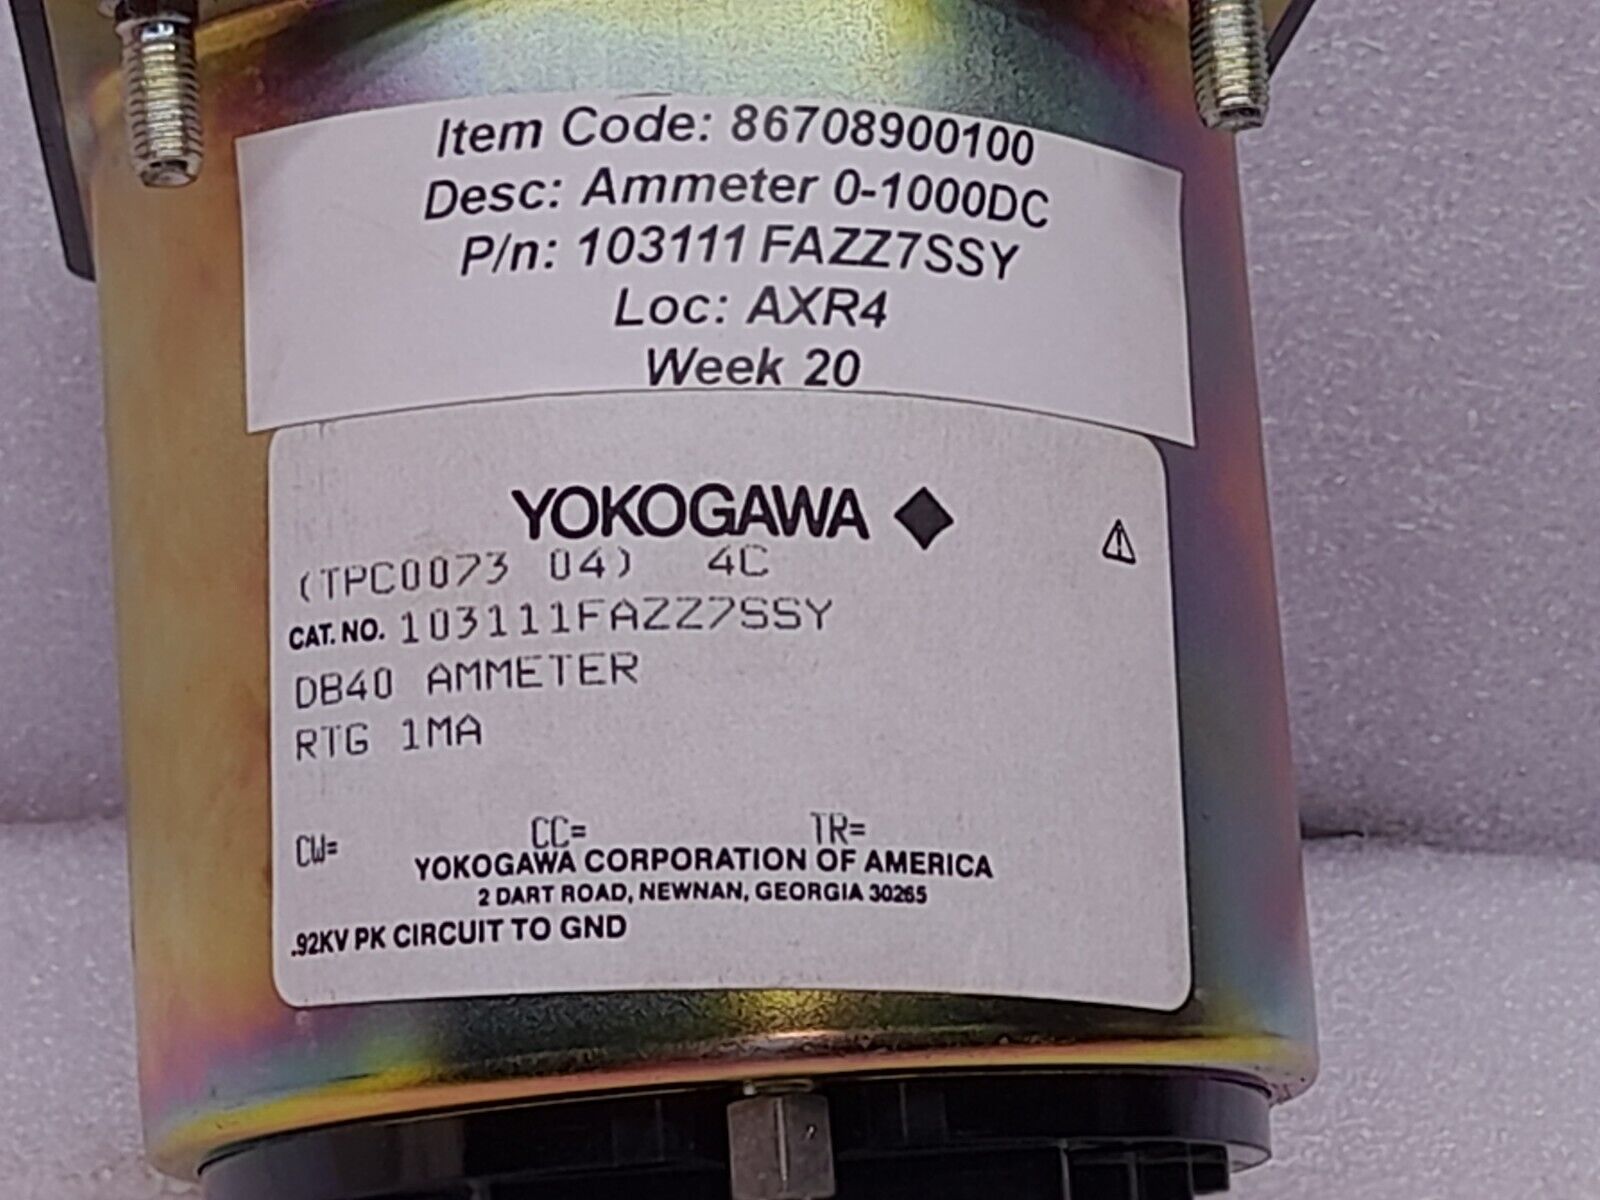 Item Code: 86708900100
Desc: Ammeter 0-1000DC
P/n: 103111FAZZ7SSY
Loc: AXR4
Week 20
YOKOGAWA
(TPC0073 04) 4C
CAT. NO. 103111FAZZ7SSY
DB40 AMMETER
RTG 1MA
CW= CC= TR=
YOKOGAWA CORPORATION OF AMERICA
2 DART ROAD, NEWNAN, GEORGIA 30265
.92KV PK CIRCUIT TO GND